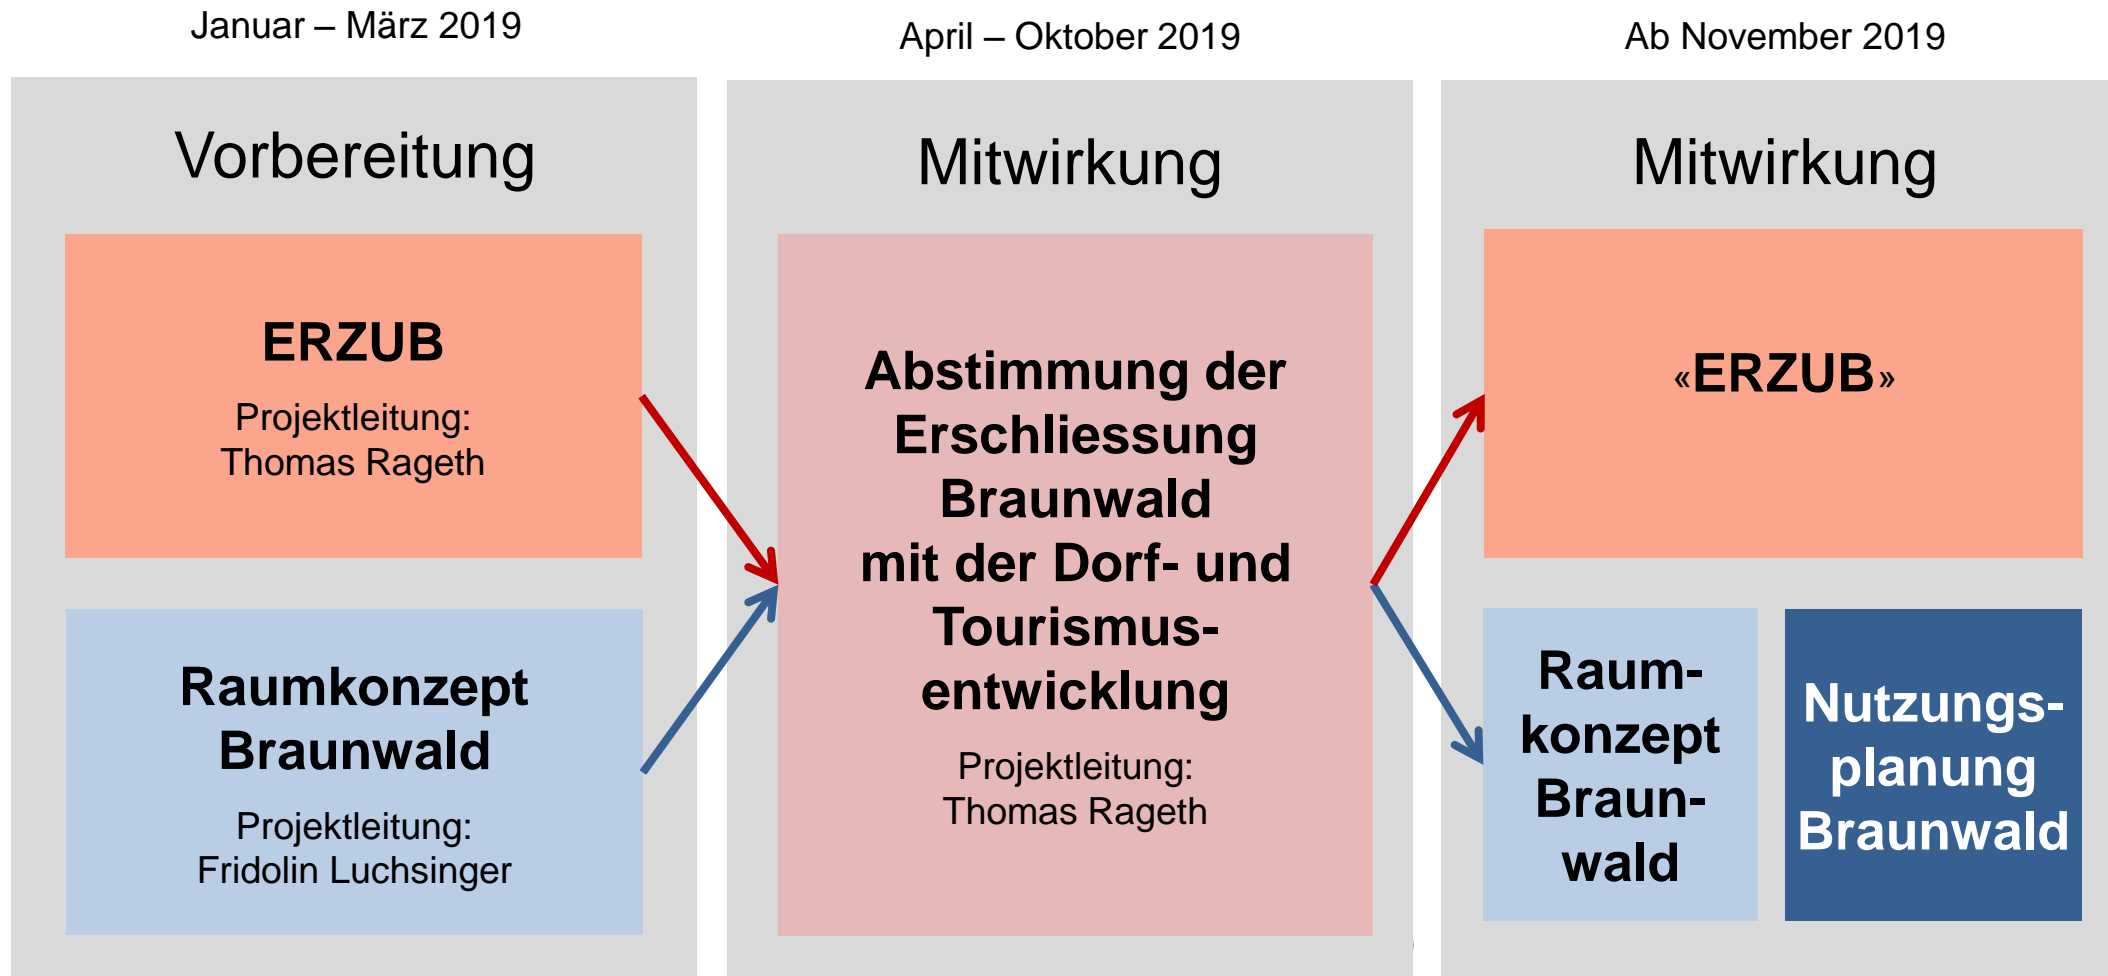 Januar – März 2019
Vorbereitung
ERZUB
Projektleitung:
Thomas Rageth
Raumkonzept
Braunwald
Projektleitung:
Fridolin Luchsinger
April – Oktober 2019
Mitwirkung
Abstimmung der
Erschliessung
Braunwald
mit der Dorf- und
Tourismus-
entwicklung
Projektleitung:
Thomas Rageth
Ab November 2019
Mitwirkung
«ERZUB»
Raum-
konzept
Braun-
wald
Nutzungs-
planung
Braunwald